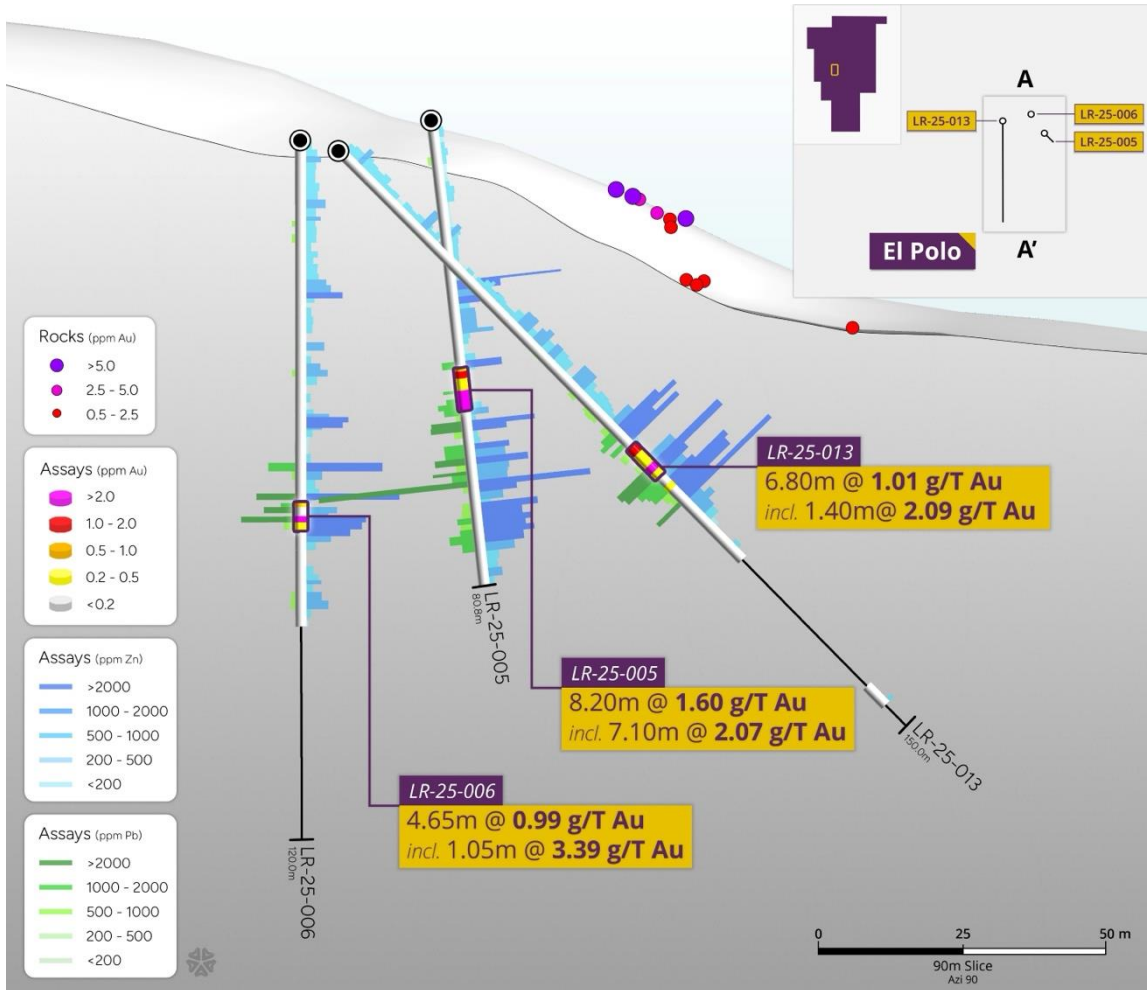 A
LR-25-013
LR-25-006
LR-25-005
El Polo
A'
Rocks (ppm Au)
>5.0
2.5 - 5.0
0.5 - 2.5
Assays (ppm Au)
>2.0
1.0 - 2.0
0.5 - 1.0
0.2 - 0.5
<0.2
Assays (ppm Zn)
>2000
1000 - 2000
500 - 1000
200 - 500
<200
Assays (ppm Pb)
>2000
1000 - 2000
500 - 1000
200 - 500
<200
LR-25-013
6.80m @ 1.01 g/T Au
incl. 1.40m@ 2.09 g/T Au
LR-25-005
8.20m @ 1.60 g/T Au
incl. 7.10m @ 2.07 g/T Au
LR-25-006
4.65m @ 0.99 g/T Au
incl. 1.05m @ 3.39 g/T Au
LR-25-005
80.8m
LR-25-013
150.0m
LR-25-006
120.0m
0 25 50 m
90m Slice
Azi 90